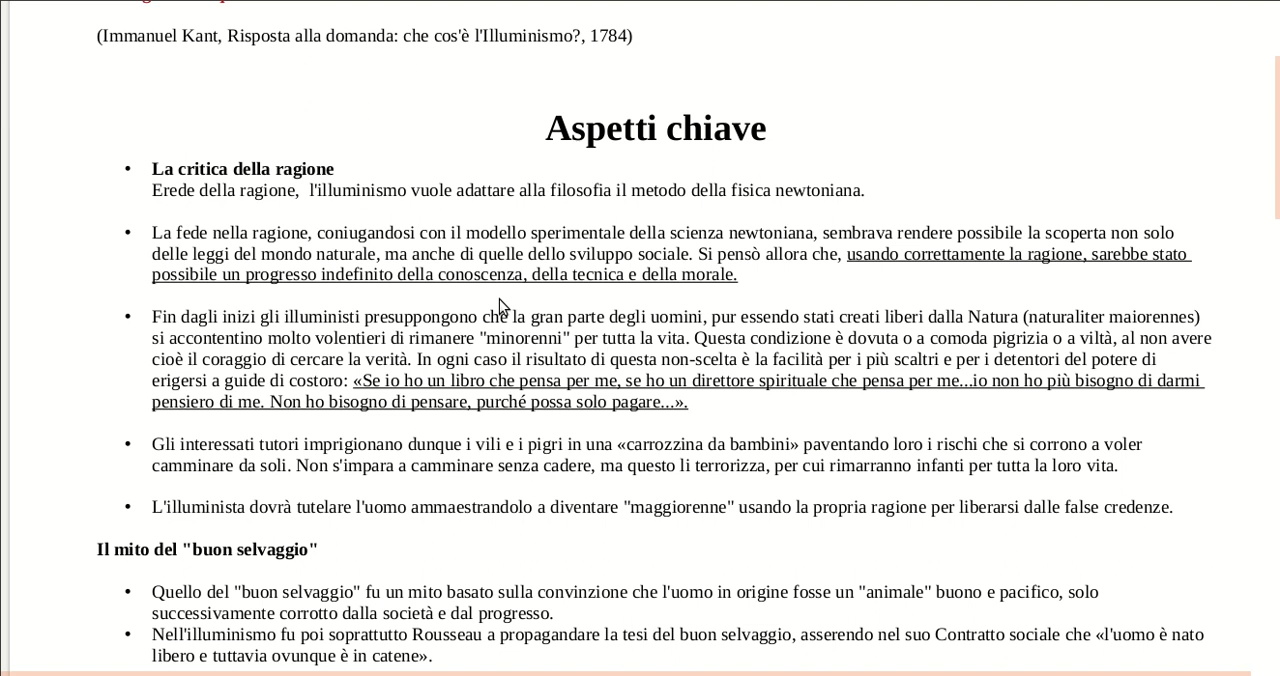 (Immanuel Kant, Risposta alla domanda: che cos'è l'Illuminismo?, 1784)
Aspetti chiave
• La critica della ragione
Erede della ragione,  l'illuminismo vuole adattare alla filosofia il metodo della fisica newtoniana.
• La fede nella ragione, coniugandosi con il modello sperimentale della scienza newtoniana, sembrava rendere possibile la scoperta non solo
delle leggi del mondo naturale, ma anche di quelle dello sviluppo sociale. Si pensò allora che, usando correttamente la ragione, sarebbe stato
possibile un progresso indefinito della conoscenza, della tecnica e della morale.
• Fin dagli inizi gli illuministi presuppongono che la gran parte degli uomini, pur essendo stati creati liberi dalla Natura (naturaliter maiorennes)
si accontentino molto volentieri di rimanere "minorenni" per tutta la vita. Questa condizione è dovuta o a comoda pigrizia o a viltà, al non avere
cioè il coraggio di cercare la verità. In ogni caso il risultato di questa non-scelta è la facilità per i più scaltri e per i detentori del potere di
erigersi a guide di costoro: «Se io ho un libro che pensa per me, se ho un direttore spirituale che pensa per me...io non ho più bisogno di darmi
pensiero di me. Non ho bisogno di pensare, purché possa solo pagare...».
• Gli interessati tutori imprigionano dunque i vili e i pigri in una «carrozzina da bambini» paventando loro i rischi che si corrono a voler
camminare da soli. Non s'impara a camminare senza cadere, ma questo li terrorizza, per cui rimarranno infanti per tutta la loro vita.
• L'illuminista dovrà tutelare l'uomo ammaestrandolo a diventare "maggiorenne" usando la propria ragione per liberarsi dalle false credenze.
Il mito del "buon selvaggio"
• Quello del "buon selvaggio" fu un mito basato sulla convinzione che l'uomo in origine fosse un "animale" buono e pacifico, solo
successivamente corrotto dalla società e dal progresso.
• Nell'illuminismo fu poi soprattutto Rousseau a propagandare la tesi del buon selvaggio, asserendo nel suo Contratto sociale che «l'uomo è nato
libero e tuttavia ovunque è in catene».